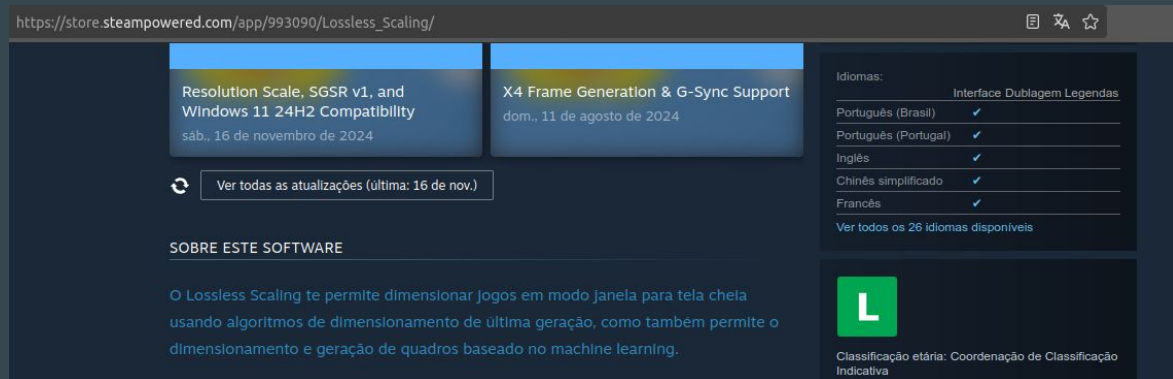 https://store.steampowered.com/app/993090/Lossless_Scaling/
Resolution Scale, SGSR v1, and
Windows 11 24H2 Compatibility
sáb., 16 de novembro de 2024
X4 Frame Generation & G-Sync Support
dom., 11 de agosto de 2024
Ver todas as atualizações (última: 16 de nov.)
SOBRE ESTE SOFTWARE
O Lossless Scaling te permite dimensionar jogos em modo janela para tela cheia
usando algoritmos de dimensionamento de última geração, como também permite o
dimensionamento e geração de quadros baseado no machine learning.
Idiomas:
Interface Dublagem Legendas
Português (Brasil) ✔
Português (Portugal) ✔
Inglês ✔
Chinês simplificado ✔
Francês ✔
Ver todos os 26 idiomas disponíveis
L
Classificação etária: Coordenação de Classificação
Indicativa